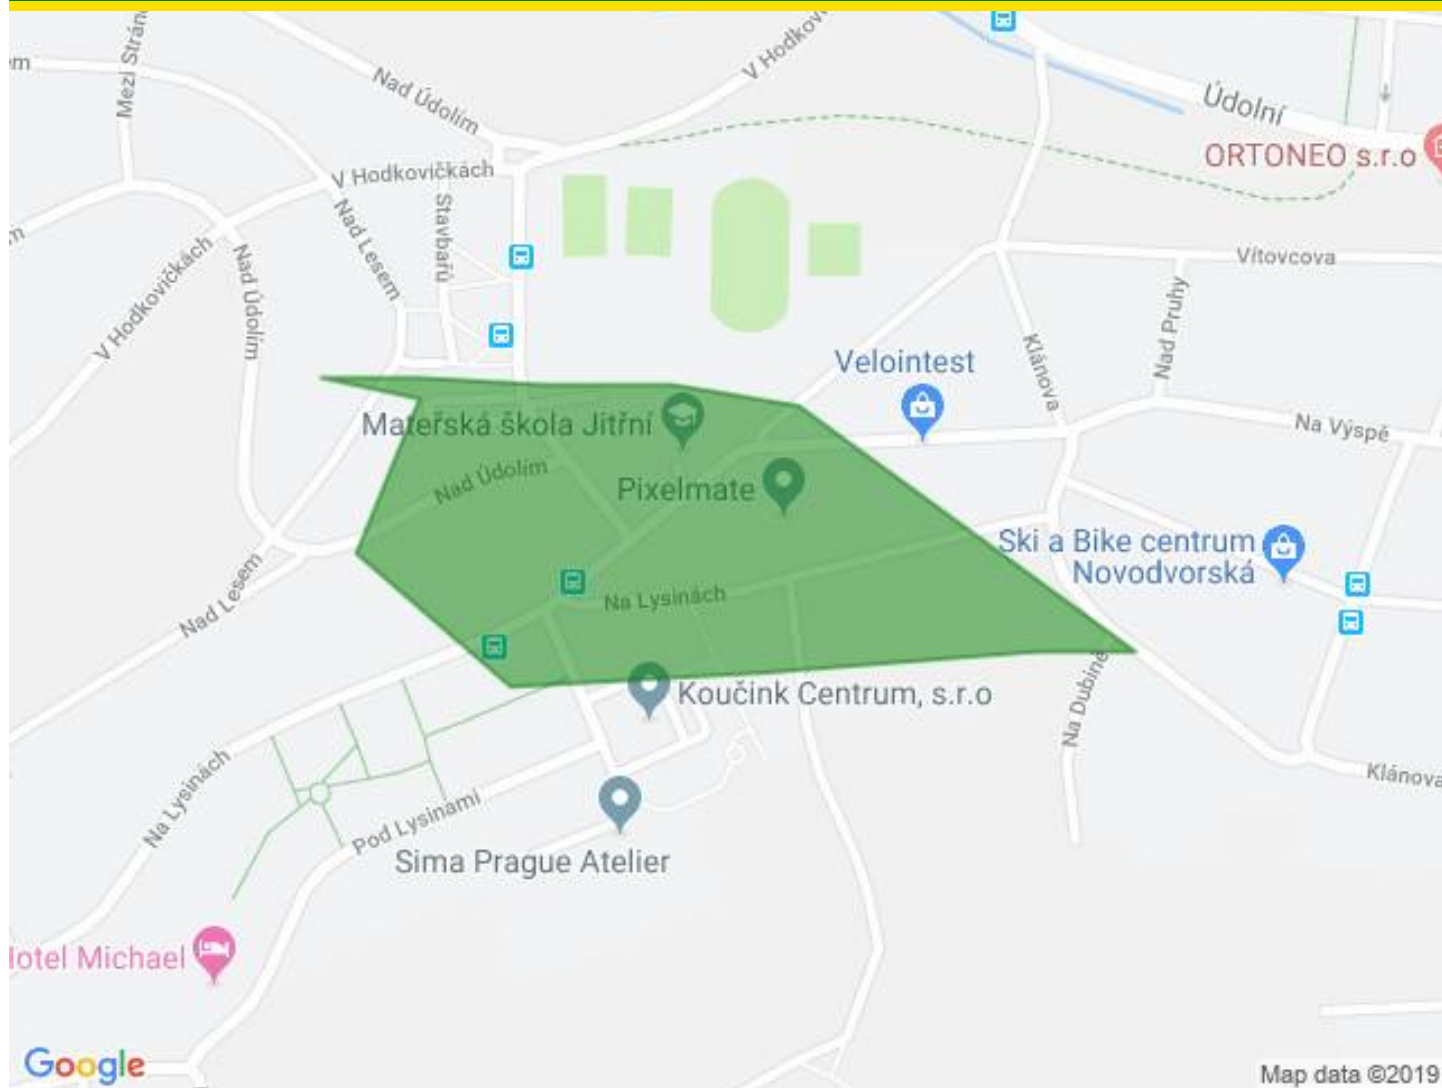 Mezi Strán
Nad Údolím
V Hodkov
Údolní
ORTONEO s.r.o
V Hodkovičkách
Stavbařů
Nad Lesem
V Hodkovičkách
Nad Údolím
Vítovcova
Nad Pruhy
Klánova
Velointest
Mateřská škola Jitřní
Na Výspě
Nad Údolím
Pixelmate
Ski a Bike centrum
Novodvorská
Nad Lesem
Na Lysinách
Koučink Centrum, s.r.o
Na Dubině
Na Lysinách
Klánova
Pod Lysinami
Sima Prague Atelier
Hotel Michael
Google
Map data ©2019